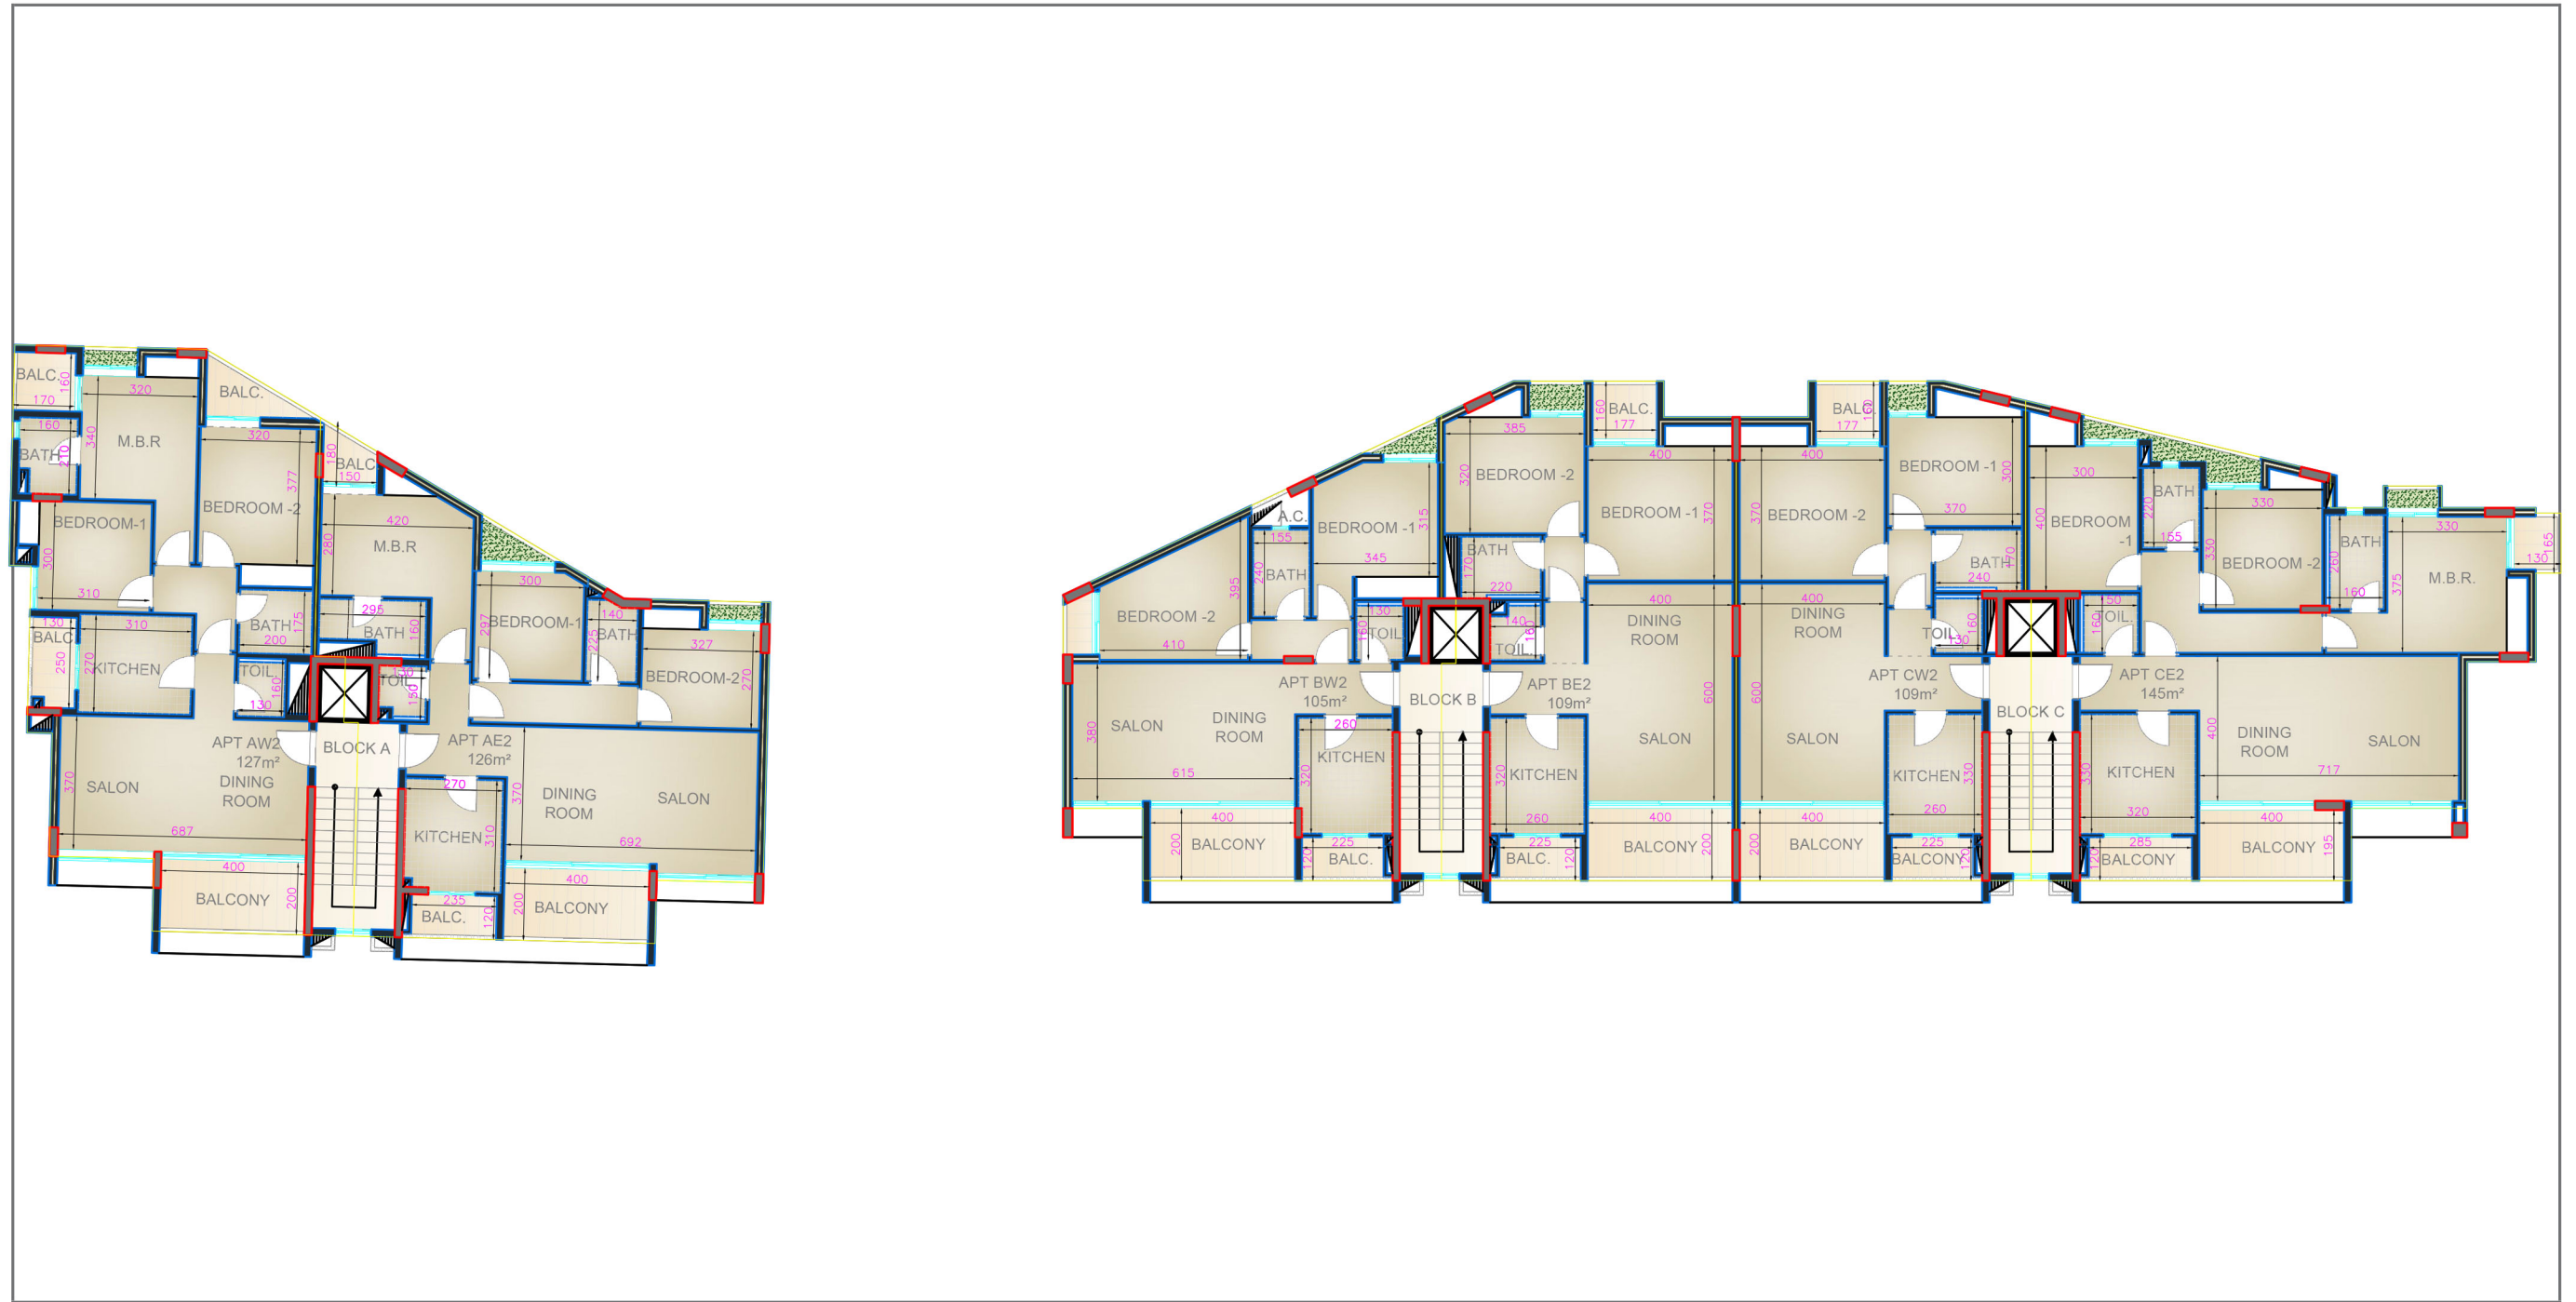 BALC.
160
170
320
340
M.B.R
160
BATH
210
BALC.
320
377
BEDROOM -2
180
BALC
150
BEDROOM-1
300
310
420
280
M.B.R
130
BALC
250
310
270
KITCHEN
BATH
175
200
TOIL
160
130
295
BATH
160
300
297
BEDROOM-1
140
BATH
225
327
BEDROOM-2
270
TOIL
150
APT AW2
127m²
BLOCK A
APT AE2
126m²
370
SALON
DINING
ROOM
687
400
BALCONY
200
270
KITCHEN
310
370
DINING
ROOM
SALON
692
235
BALC.
120
400
200
BALCONY
385
320
BEDROOM -2
160
BALC.
177
400
BEDROOM -1
370
A.C.
155
240
BATH
BEDROOM -1
315
345
395
BEDROOM -2
410
BATH
170
220
130
160
TOIL
140
160
TOIL.
400
DINING
ROOM
600
SALON
APT BW2
105m²
BLOCK B
APT BE2
109m²
380
SALON
DINING
ROOM
615
260
KITCHEN
320
320
KITCHEN
260
400
200
BALCONY
225
120
BALC.
225
BALC.
120
400
BALCONY
200
BALC.
160
177
400
370
BEDROOM -2
BEDROOM -1
300
370
BATH
170
240
400
DINING
ROOM
600
SALON
TOIL
160
130
APT CW2
109m²
BLOCK C
APT CE2
145m²
KITCHEN
330
260
400
200
BALCONY
225
BALCONY
120
300
400
BEDROOM
-1
220
BATH
155
330
330
BEDROOM -2
260
BATH
160
330
375
M.B.R.
165
130
150
160
TOIL.
330
KITCHEN
320
400
DINING
ROOM
SALON
717
285
120
BALCONY
400
BALCONY
195